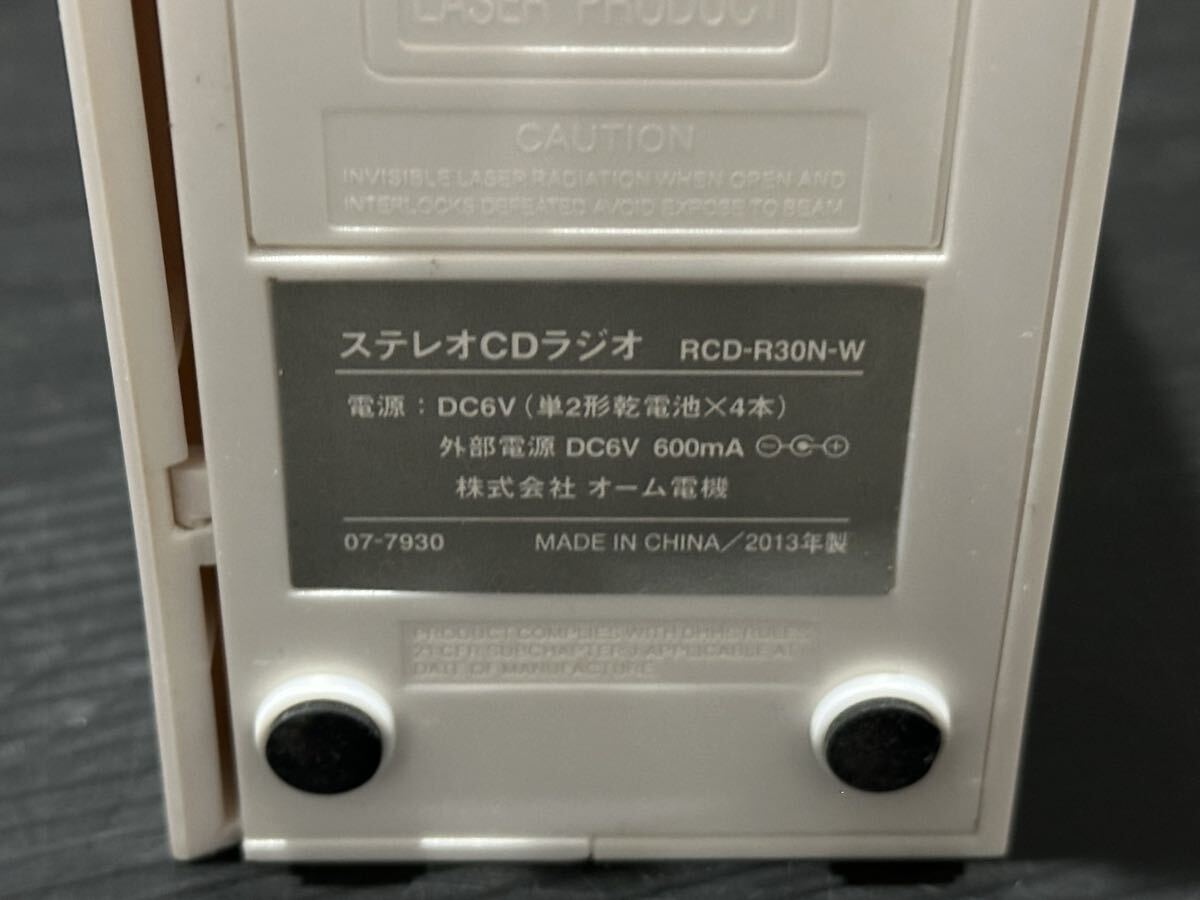 LASER PRODUCT
CAUTION
INVISIBLE LASER RADIATION WHEN OPEN AND
INTERLOCKS DEFEATED AVOID EXPOSE TO BEAM
ステレオCDラジオ RCD-R30N-W
電源：DC6V（単2形乾電池×4本）
外部電源 DC6V 600mA
株式会社 オーム電機
07-7930 MADE IN CHINA／2013年製
PRODUCT COMPLIES WITH DHHS RULES
21 CFR SUBCHAPTER J APPLICABLE AT
DATE OF MANUFACTURE